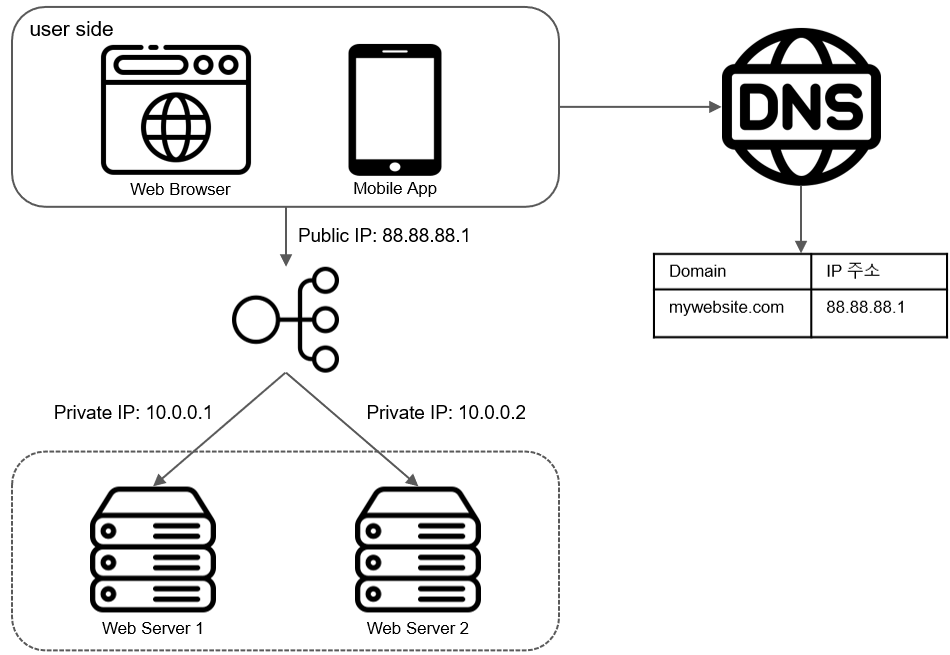 user side
Web Browser
Mobile App
DNS
Public IP: 88.88.88.1
Domain
IP 주소
mywebsite.com
88.88.88.1
Private IP: 10.0.0.1
Private IP: 10.0.0.2
Web Server 1
Web Server 2